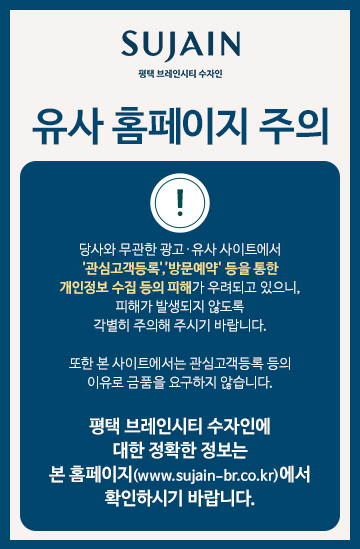 SUJAIN
평택 브레인시티 수자인
유사 홈페이지 주의
!
당사와 무관한 광고·유사 사이트에서
'관심고객등록','방문예약' 등을 통한
개인정보 수집 등의 피해가 우려되고 있으니,
피해가 발생되지 않도록
각별히 주의해 주시기 바랍니다.
또한 본 사이트에서는 관심고객등록 등의
이유로 금품을 요구하지 않습니다.
평택 브레인시티 수자인에
대한 정확한 정보는
본 홈페이지(www.sujain-br.co.kr)에서
확인하시기 바랍니다.